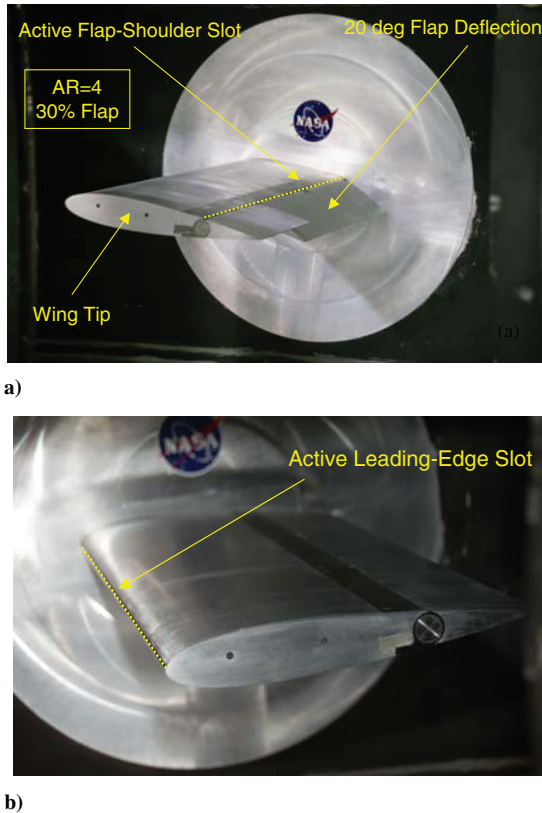 Active Flap-Shoulder Slot
20 deg Flap Deflection
AR=4
30% Flap
NASA
Wing Tip
(a)
a)
NASA
Active Leading-Edge Slot
b)